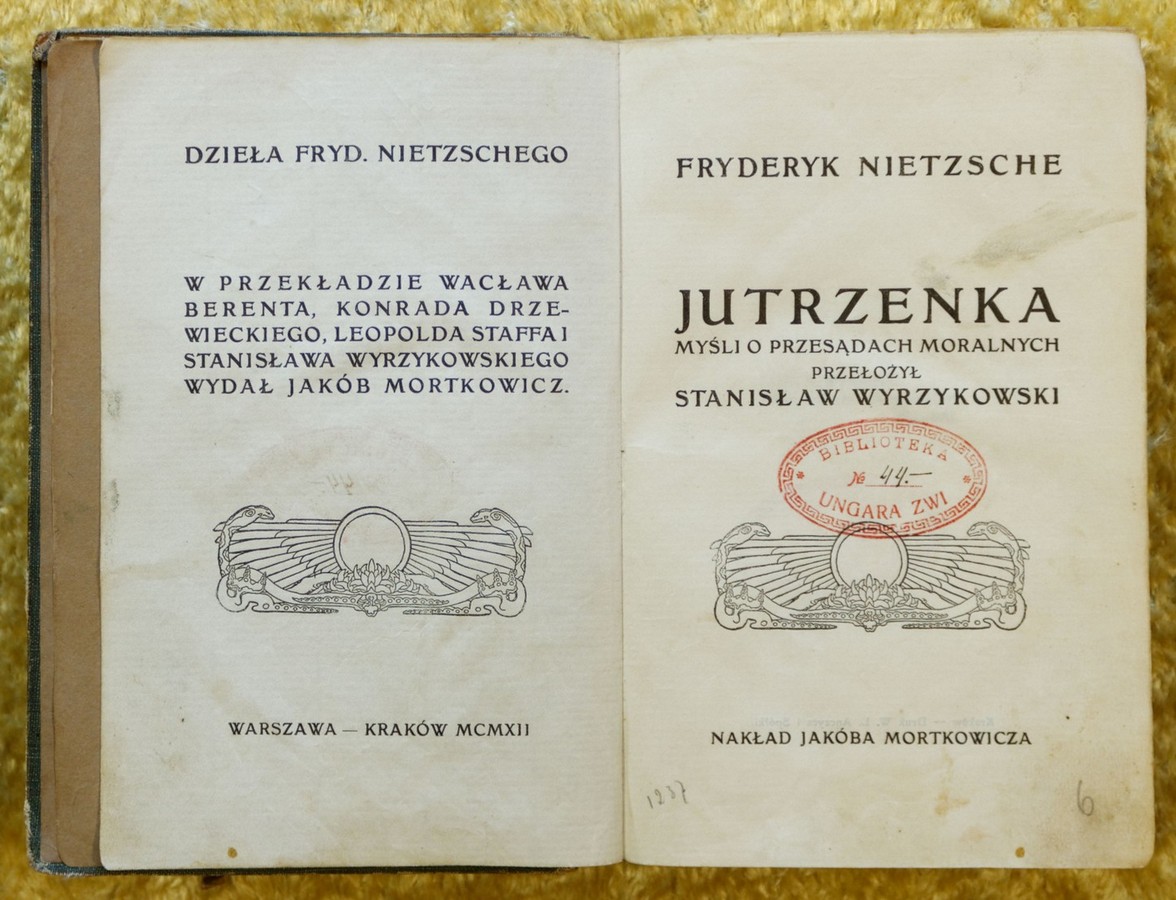 DZIEŁA FRYD. NIETZSCHEGO
W PRZEKŁADZIE WACŁAWA
BERENTA, KONRADA DRZE-
WIECKIEGO, LEOPOLDA STAFFA I
STANISŁAWA WYRZYKOWSKIEGO
WYDAŁ JAKÓB MORTKOWICZ.
WARSZAWA — KRAKÓW MCMXII
FRYDERYK NIETZSCHE
JUTRZENKA
MYŚLI O PRZESĄDACH MORALNYCH
PRZEŁOŻYŁ
STANISŁAW WYRZYKOWSKI
BIBLIOTEKA
№ 44.—
UNGARA ZWI
NAKŁAD JAKÓBA MORTKOWICZA
1237
6